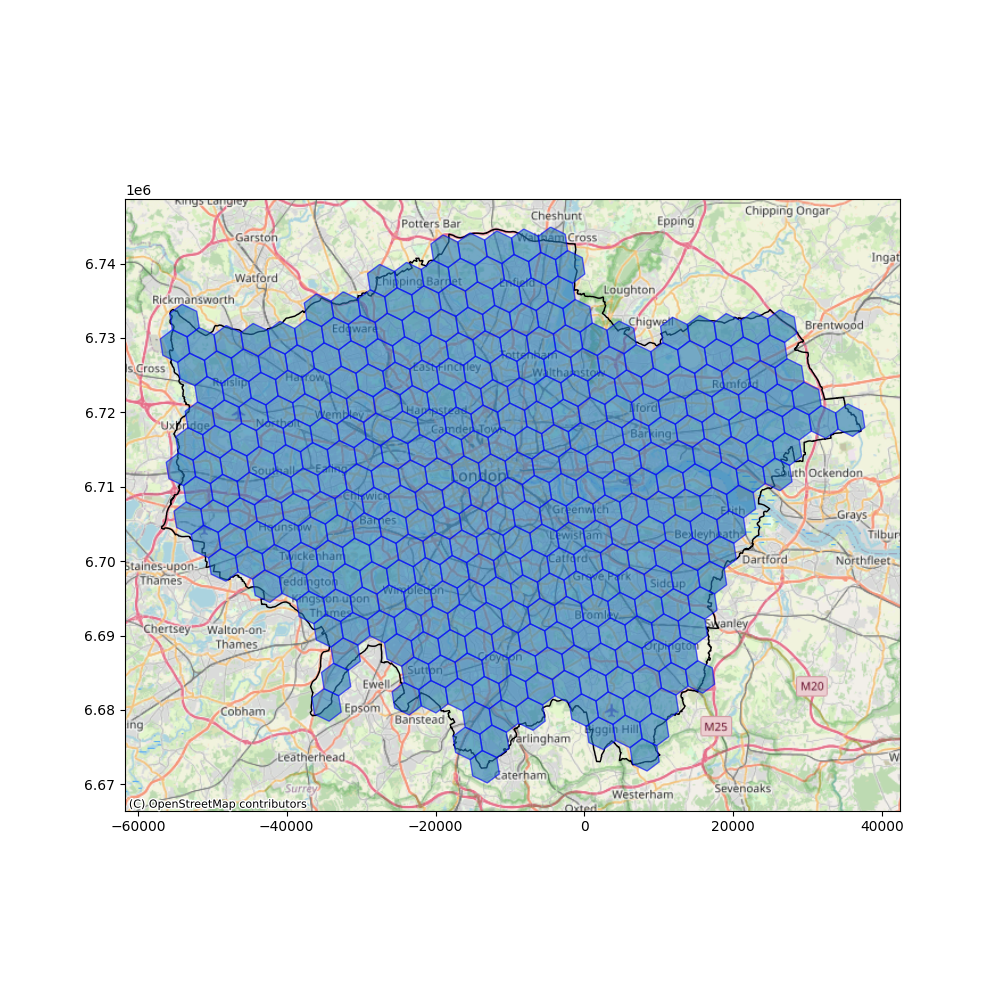 1e6
Kings Langley
Cheshunt
Chipping Ongar
Potters Bar
Epping
Garston
Waltham Cross
Ingat
6.74
Watford
Chipping Barnet
Enfield
Loughton
Rickmansworth
Chigwell
Brentwood
6.73
Edgware
Tottenham
East Finchley
ls Cross
Walthamstow
Ruislip
Harrow
Romford
6.72
Wembley
Hampstead
Ilford
Uxbridge
Northolt
Camden Town
Barking
6.71
Southall
Ealing
London
South Ockendon
Chiswick
Greenwich
Erith
Grays
Hounslow
Barnes
Lewisham
Bexleyheath
Tilbur
6.70
Twickenham
Catford
Dartford
Northfleet
Staines-upon-
Thames
Teddington
Wimbledon
Grove Park
Sidcup
Kingston upon
Thames
Bromley
6.69
Chertsey
Walton-on-
Thames
Swanley
Orpington
Croydon
Sutton
Ewell
M20
6.68
Cobham
Epsom
Banstead
ing
M25
Biggin Hill
Warlingham
Leatherhead
6.67
Surrey
Caterham
Westerham
Sevenoaks
W
Oxted
(C) OpenStreetMap contributors
−60000
−40000
−20000
0
20000
40000